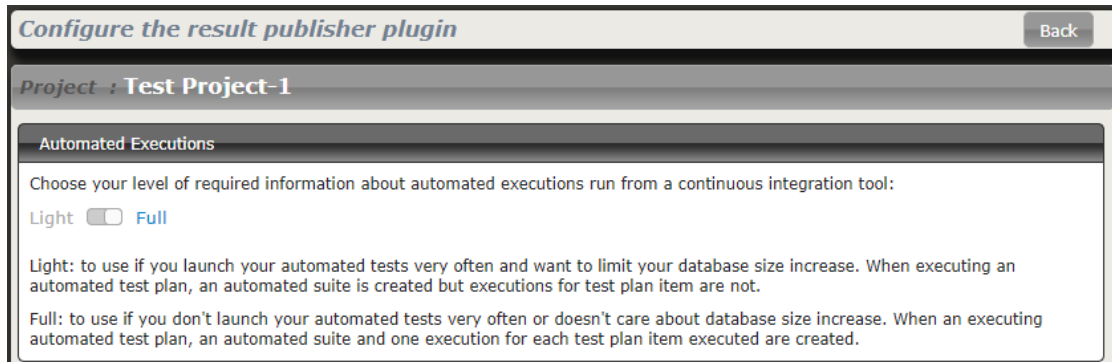 Configure the result publisher plugin
Back
Project : Test Project-1
Automated Executions
Choose your level of required information about automated executions run from a continuous integration tool:
Light Full
Light: to use if you launch your automated tests very often and want to limit your database size increase. When executing an
automated test plan, an automated suite is created but executions for test plan item are not.
Full: to use if you don't launch your automated tests very often or doesn't care about database size increase. When an executing
automated test plan, an automated suite and one execution for each test plan item executed are created.